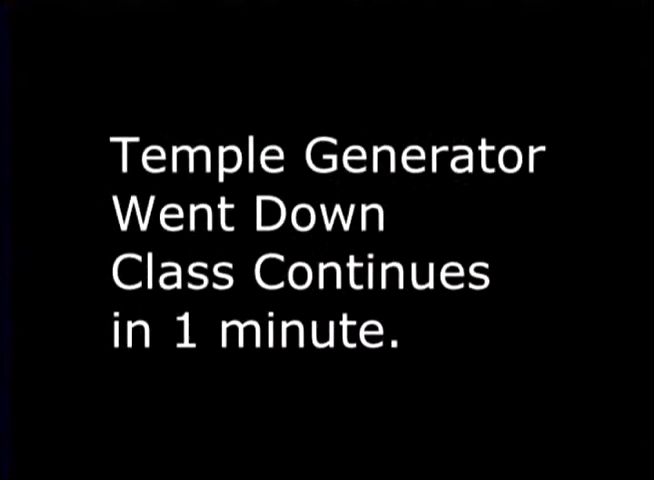 Temple Generator
Went Down
Class Continues
in 1 minute.